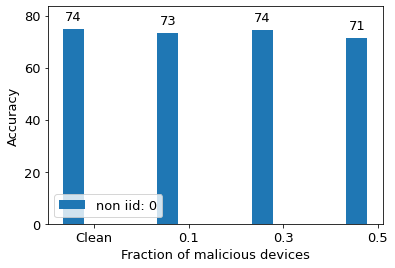 74 73 74 71
80
60
40
20
0
Accuracy
non iid: 0
Clean 0.1 0.3 0.5
Fraction of malicious devices